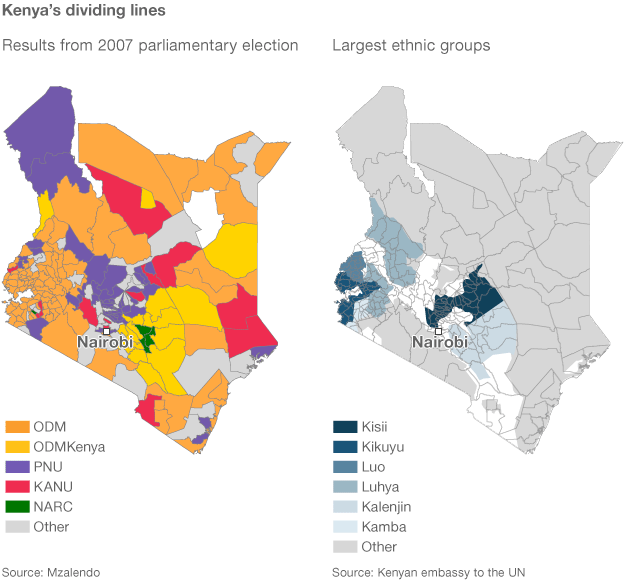 Kenya's dividing lines
Results from 2007 parliamentary election
Nairobi
ODM
ODMKenya
PNU
KANU
NARC
Other
Source: Mzalendo
Largest ethnic groups
Nairobi
Kisii
Kikuyu
Luo
Luhya
Kalenjin
Kamba
Other
Source: Kenyan embassy to the UN